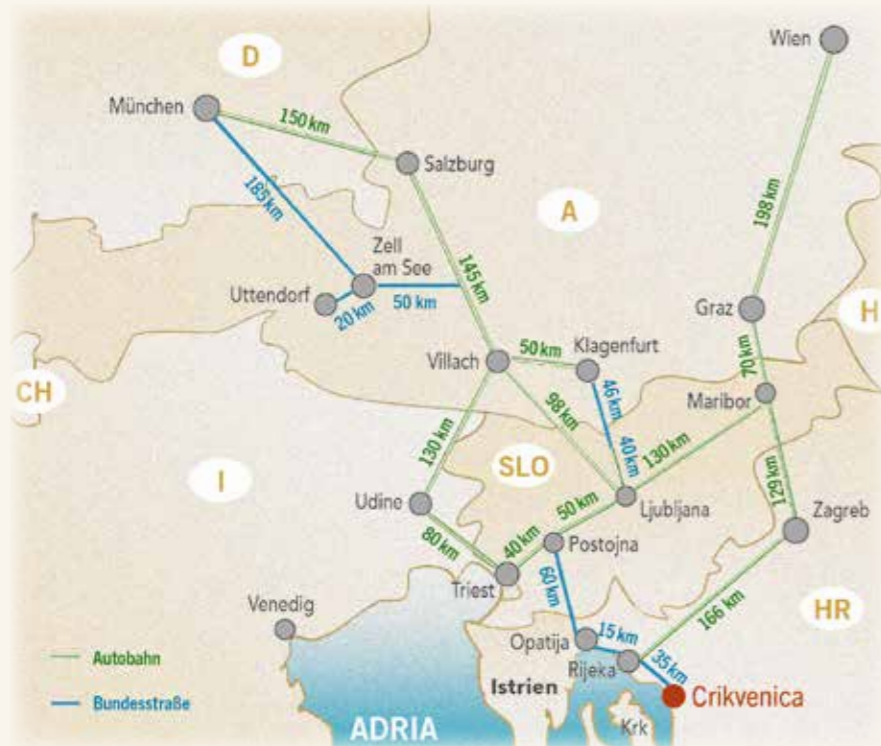 D
Wien
München
150 km
Salzburg
185 km
A
198 km
Zell
am See
145 km
Uttendorf
20 km
50 km
Graz
H
CH
Villach
50 km
Klagenfurt
70 km
Maribor
98 km
46 km
130 km
40 km
130 km
I
SLO
129 km
Udine
50 km
Ljubljana
Zagreb
80 km
40 km
Postojna
Triest
60 km
166 km
Venedig
HR
Opatija
15 km
Autobahn
Rijeka
35 km
Istrien
Crikvenica
Bundesstraße
ADRIA
Krk